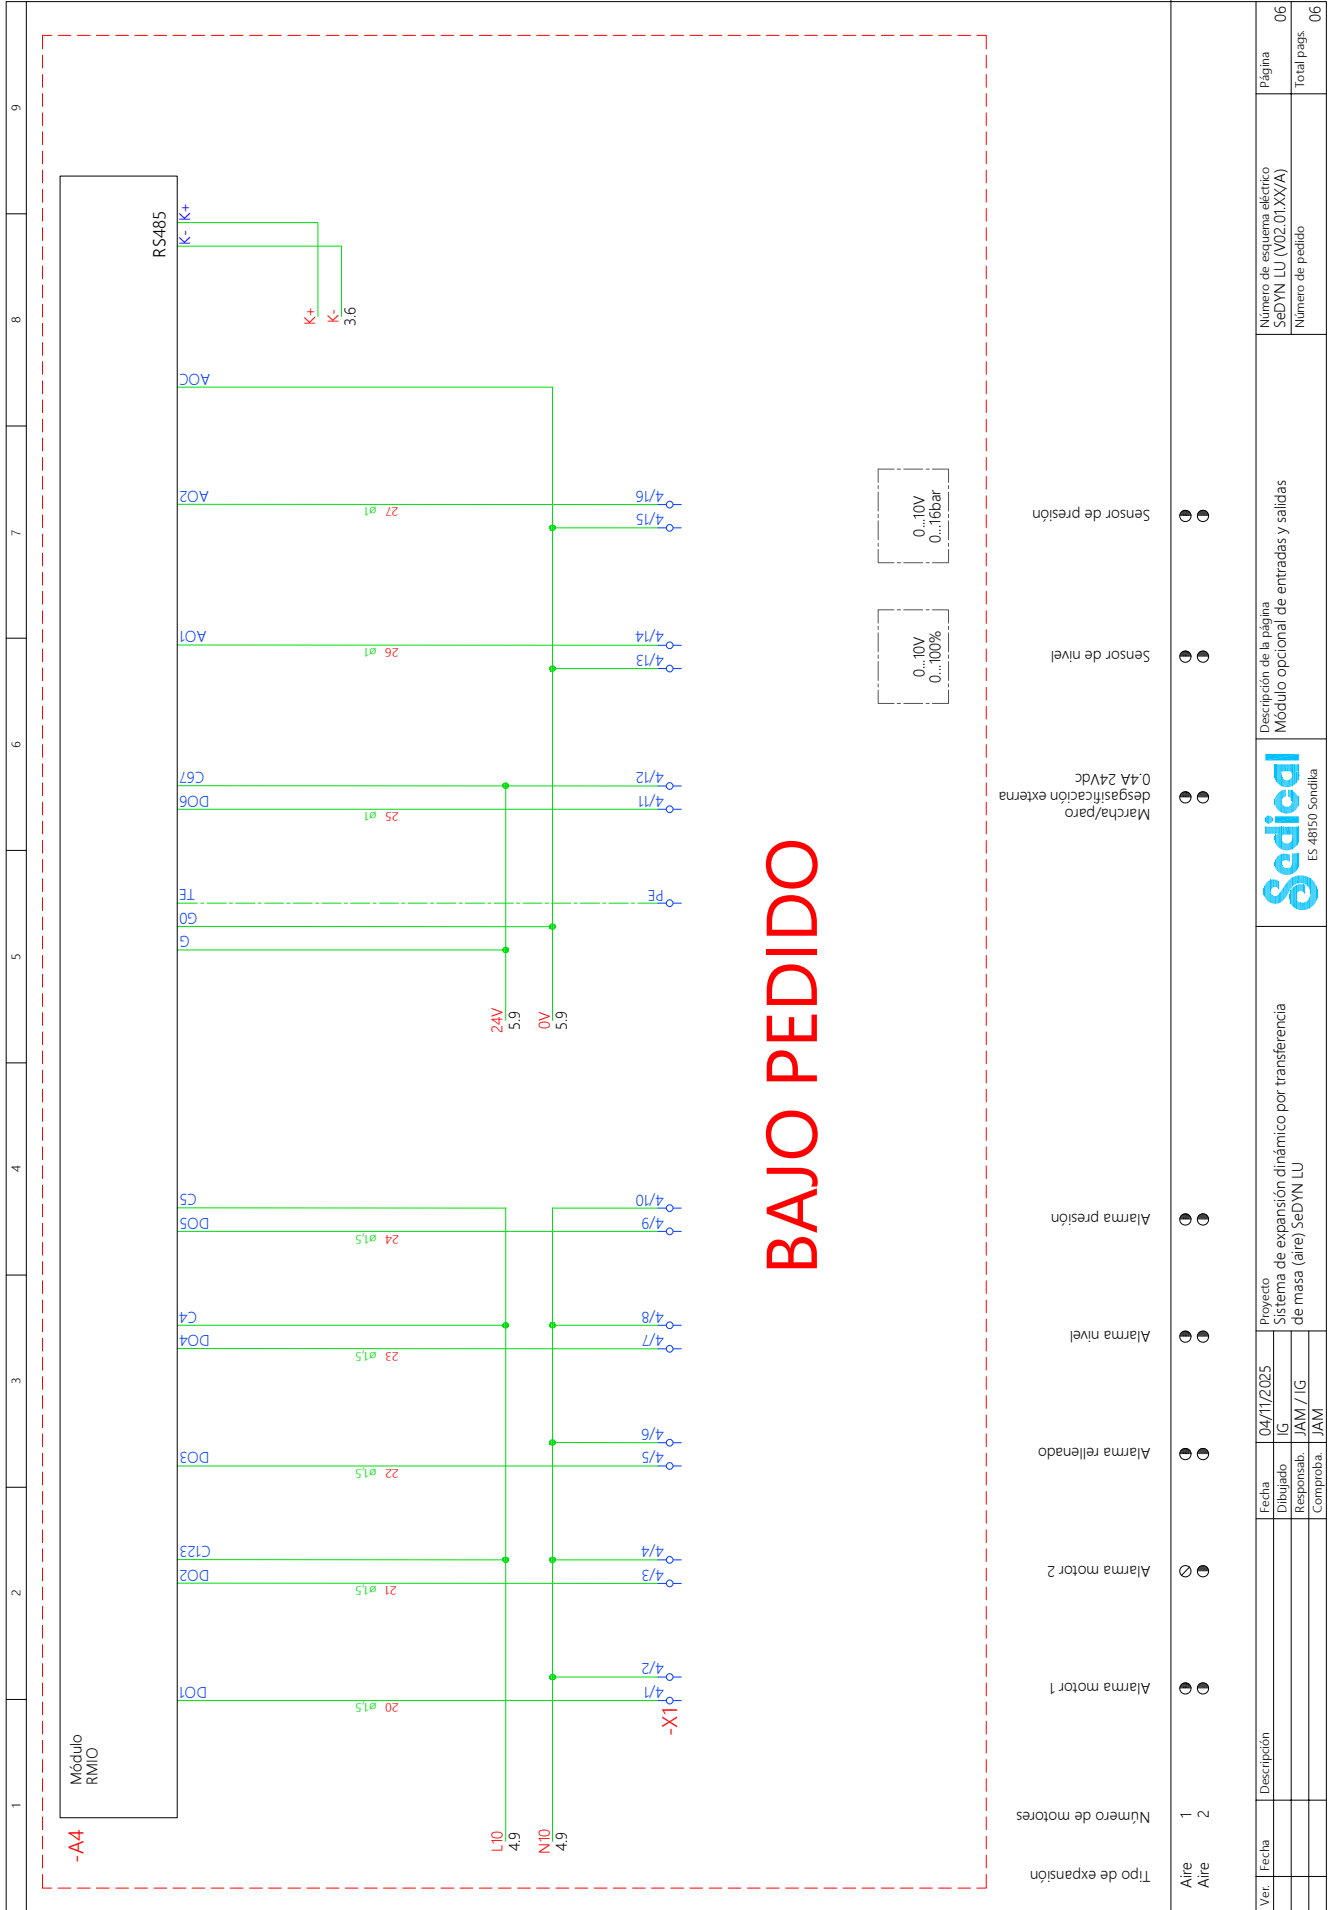 1
2
3
4
5
6
7
8
9
-A4
Módulo
RMIO
RS485
DO1
DO2
C123
DO3
DO4
C4
DO5
C5
G
G0
TE
DO6
C67
AO1
AO2
AOC
K-
K+
K+
K-
3.6
20 ø1,5
21 ø1,5
22 ø1,5
23 ø1,5
24 ø1,5
25 ø1
26 ø1
27 ø1
L10
4.9
N10
4.9
24V
5.9
0V
5.9
-X1
4/1
4/2
4/3
4/4
4/5
4/6
4/7
4/8
4/9
4/10
PE
4/11
4/12
4/13
4/14
4/15
4/16
BAJO PEDIDO
0...10V
0...100%
0...10V
0...16bar
Tipo de expansión
Número de motores
Alarma motor 1
Alarma motor 2
Alarma rellenado
Alarma nivel
Alarma presión
Marcha/paro
desgasificación externa
0.4A 24Vdc
Sensor de nivel
Sensor de presión
Aire 1
Aire 2
Ver.
Fecha
Descripción
Fecha 04/11/2025
Dibujado IG
Responsab. JAM / IG
Comproba. JAM
Proyecto
Sistema de expansión dinámico por transferencia
de masa (aire) SeDYN LU
Sedical
ES 48150 Sondika
Descripción de la página
Módulo opcional de entradas y salidas
Número de esquema eléctrico
SeDYN LU (V02.01.XX/A)
Número de pedido
Página 06
Total pags. 06